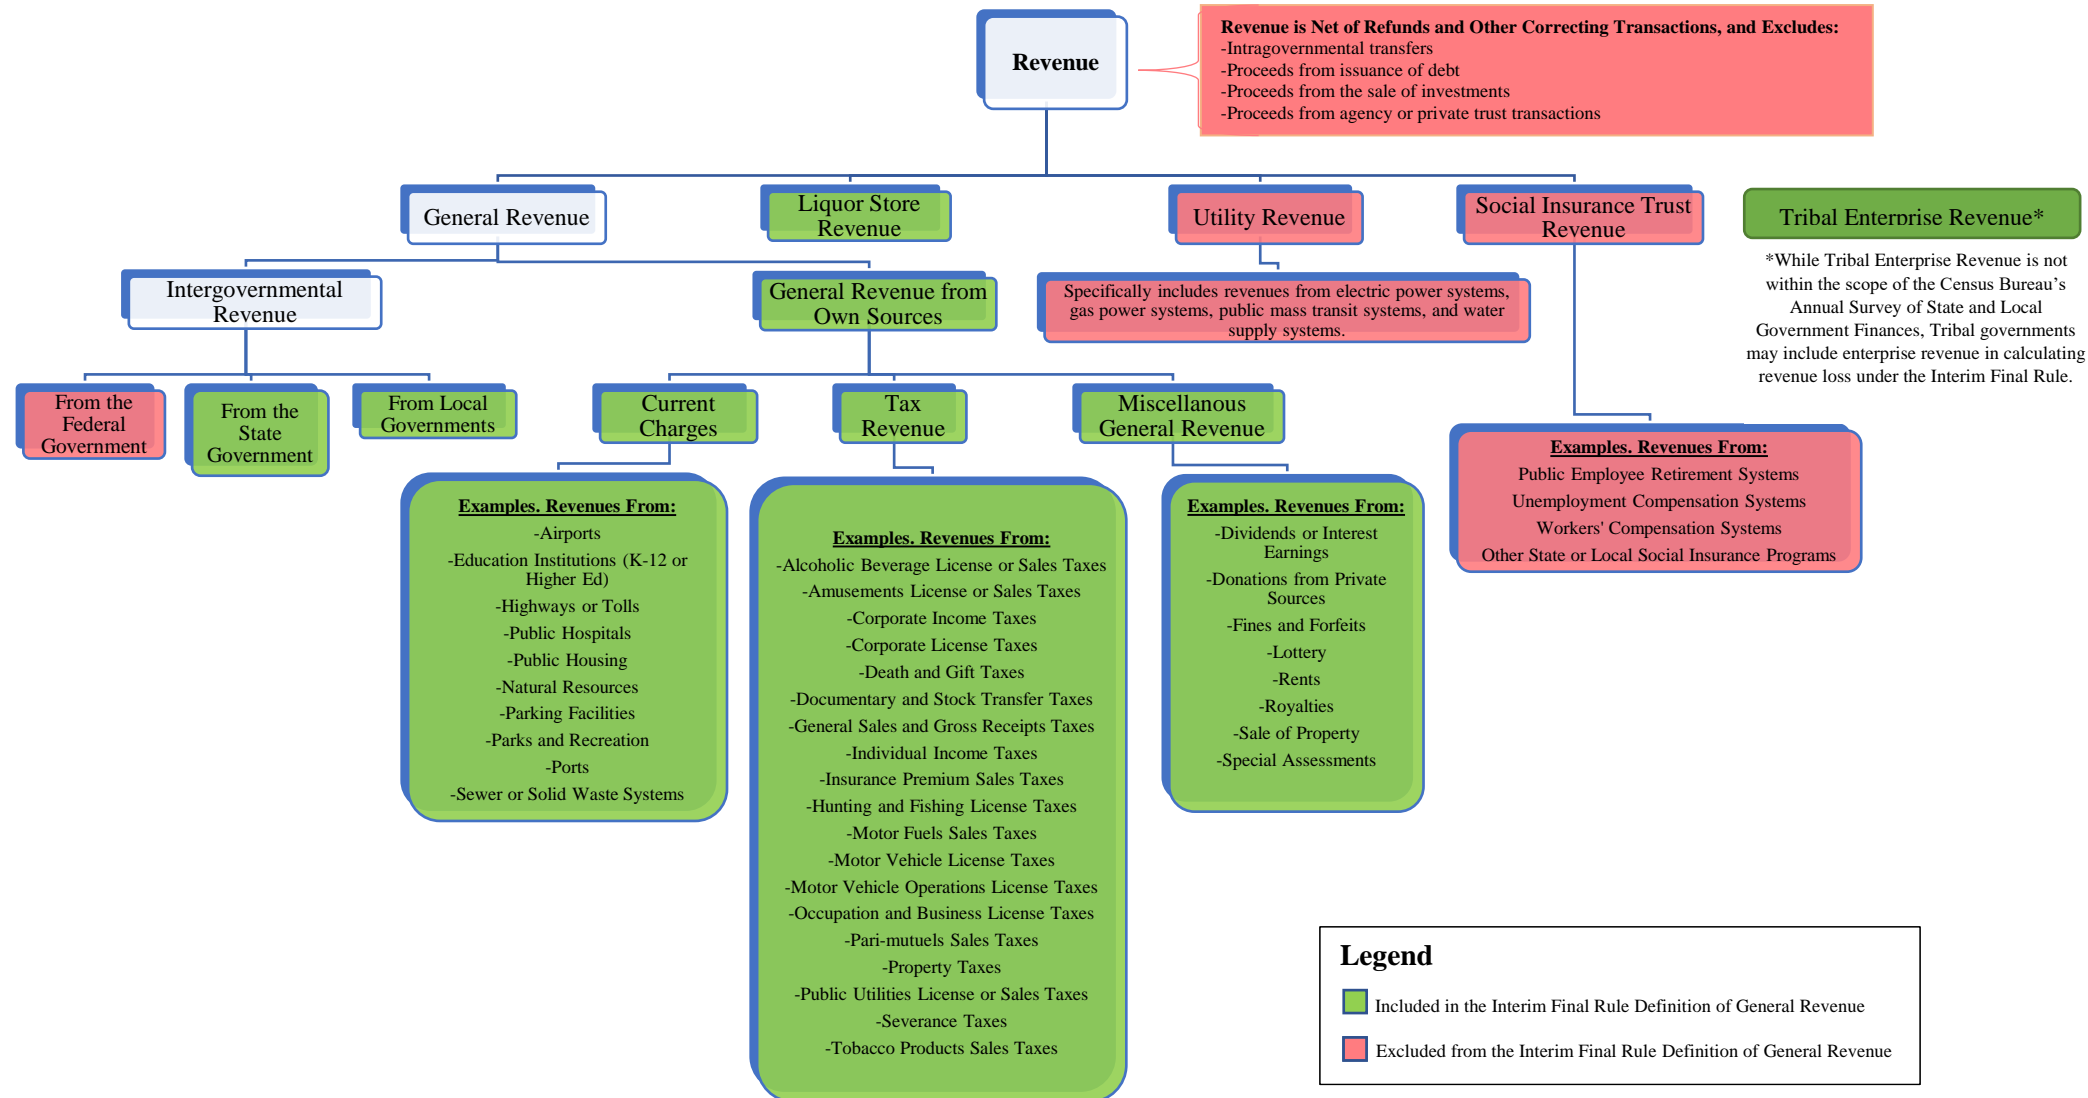 Revenue
Revenue is Net of Refunds and Other Correcting Transactions, and Excludes:
-Intragovernmental transfers
-Proceeds from issuance of debt
-Proceeds from the sale of investments
-Proceeds from agency or private trust transactions
General Revenue
Liquor Store
Revenue
Utility Revenue
Social Insurance Trust
Revenue
Tribal Enterprise Revenue*
*While Tribal Enterprise Revenue is not
within the scope of the Census Bureau's
Annual Survey of State and Local
Government Finances, Tribal governments
may include enterprise revenue in calculating
revenue loss under the Interim Final Rule.
Intergovernmental
Revenue
General Revenue from
Own Sources
Specifically includes revenues from electric power systems,
gas power systems, public mass transit systems, and water
supply systems.
From the
Federal
Government
From the
State
Government
From Local
Governments
Current
Charges
Tax
Revenue
Miscellanous
General Revenue
Examples. Revenues From:
-Airports
-Education Institutions (K-12 or
Higher Ed)
-Highways or Tolls
-Public Hospitals
-Public Housing
-Natural Resources
-Parking Facilities
-Parks and Recreation
-Ports
-Sewer or Solid Waste Systems
Examples. Revenues From:
-Alcoholic Beverage License or Sales Taxes
-Amusements License or Sales Taxes
-Corporate Income Taxes
-Corporate License Taxes
-Death and Gift Taxes
-Documentary and Stock Transfer Taxes
-General Sales and Gross Receipts Taxes
-Individual Income Taxes
-Insurance Premium Sales Taxes
-Hunting and Fishing License Taxes
-Motor Fuels Sales Taxes
-Motor Vehicle License Taxes
-Motor Vehicle Operations License Taxes
-Occupation and Business License Taxes
-Pari-mutuels Sales Taxes
-Property Taxes
-Public Utilities License or Sales Taxes
-Severance Taxes
-Tobacco Products Sales Taxes
Examples. Revenues From:
-Dividends or Interest
Earnings
-Donations from Private
Sources
-Fines and Forfeits
-Lottery
-Rents
-Royalties
-Sale of Property
-Special Assessments
Examples. Revenues From:
Public Employee Retirement Systems
Unemployment Compensation Systems
Workers' Compensation Systems
Other State or Local Social Insurance Programs
Legend
Included in the Interim Final Rule Definition of General Revenue
Excluded from the Interim Final Rule Definition of General Revenue